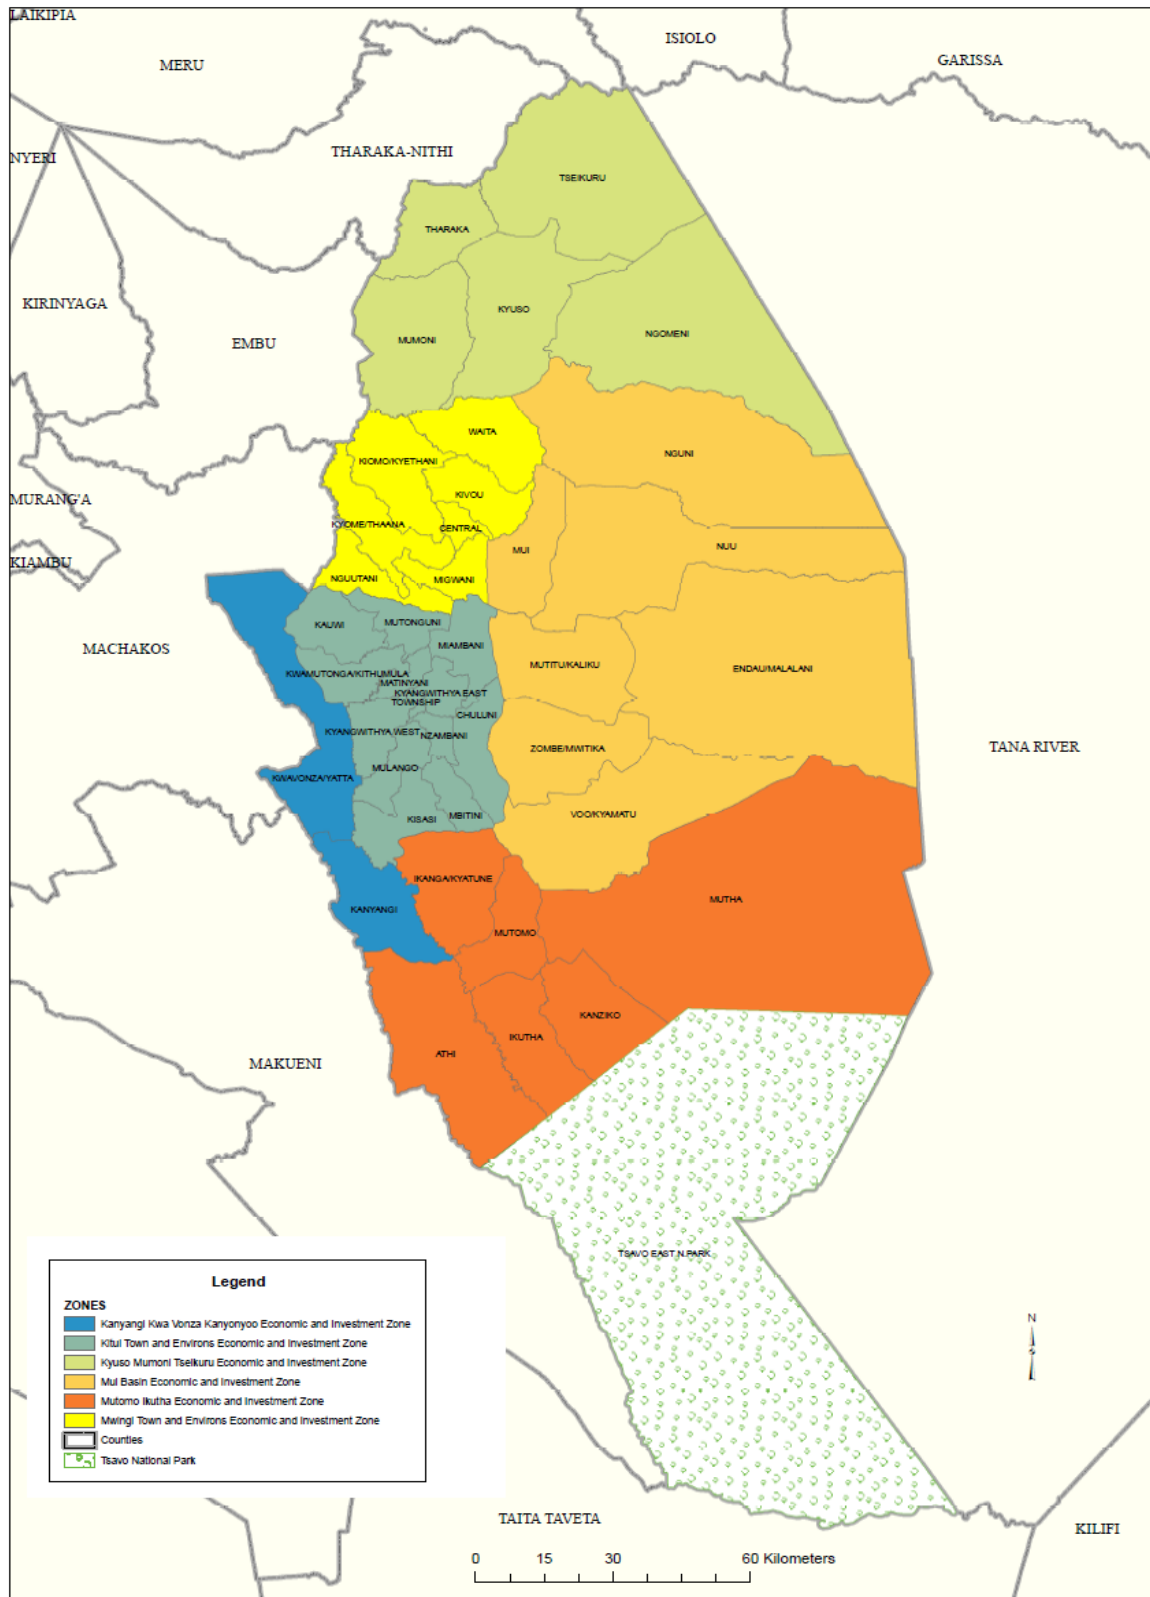 LAIKIPIA
ISIOLO
MERU
GARISSA
NYERI
THARAKA-NITHI
TSEIKURU
THARAKA
KIRINYAGA
KYUSO
NGOMENI
EMBU
MUMONI
WAITA
NGUNI
KIOMO/KYETHANI
MURANG'A
KIVOU
KYOME/THAANA
CENTRAL
MUI
NUU
KIAMBU
NGUUTANI
MIGWANI
KAUWI
MUTONGUNI
MACHAKOS
MIAMBANI
MUTITU/KALIKU
ENDAU/MALALANI
KWAMUTONGA/KITHUMULA
MATINYANI
KYANGWITHYA EAST
TOWNSHIP
CHULUNI
KYANGWITHYA WEST
NZAMBANI
ZOMBE/MWITIKA
TANA RIVER
MULANGO
KWAVONZA/YATTA
VOO/KYAMATU
MBITINI
KISASI
IKANGA/KYATUNE
MUTHA
KANYANGI
MUTOMO
KANZIKO
IKUTHA
ATHI
MAKUENI
TSAVO EAST N.PARK
Legend
ZONES
Kanyangi Kwa Vonza Kanyonyoo Economic and Investment Zone
Kitui Town and Environs Economic and Investment Zone
Kyuso Mumoni Tseikuru Economic and Investment Zone
Mui Basin Economic and Investment Zone
Mutomo Ikutha Economic and Investment Zone
Mwingi Town and Environs Economic and Investment Zone
Counties
Tsavo National Park
N
TAITA TAVETA
KILIFI
0 15 30 60 Kilometers